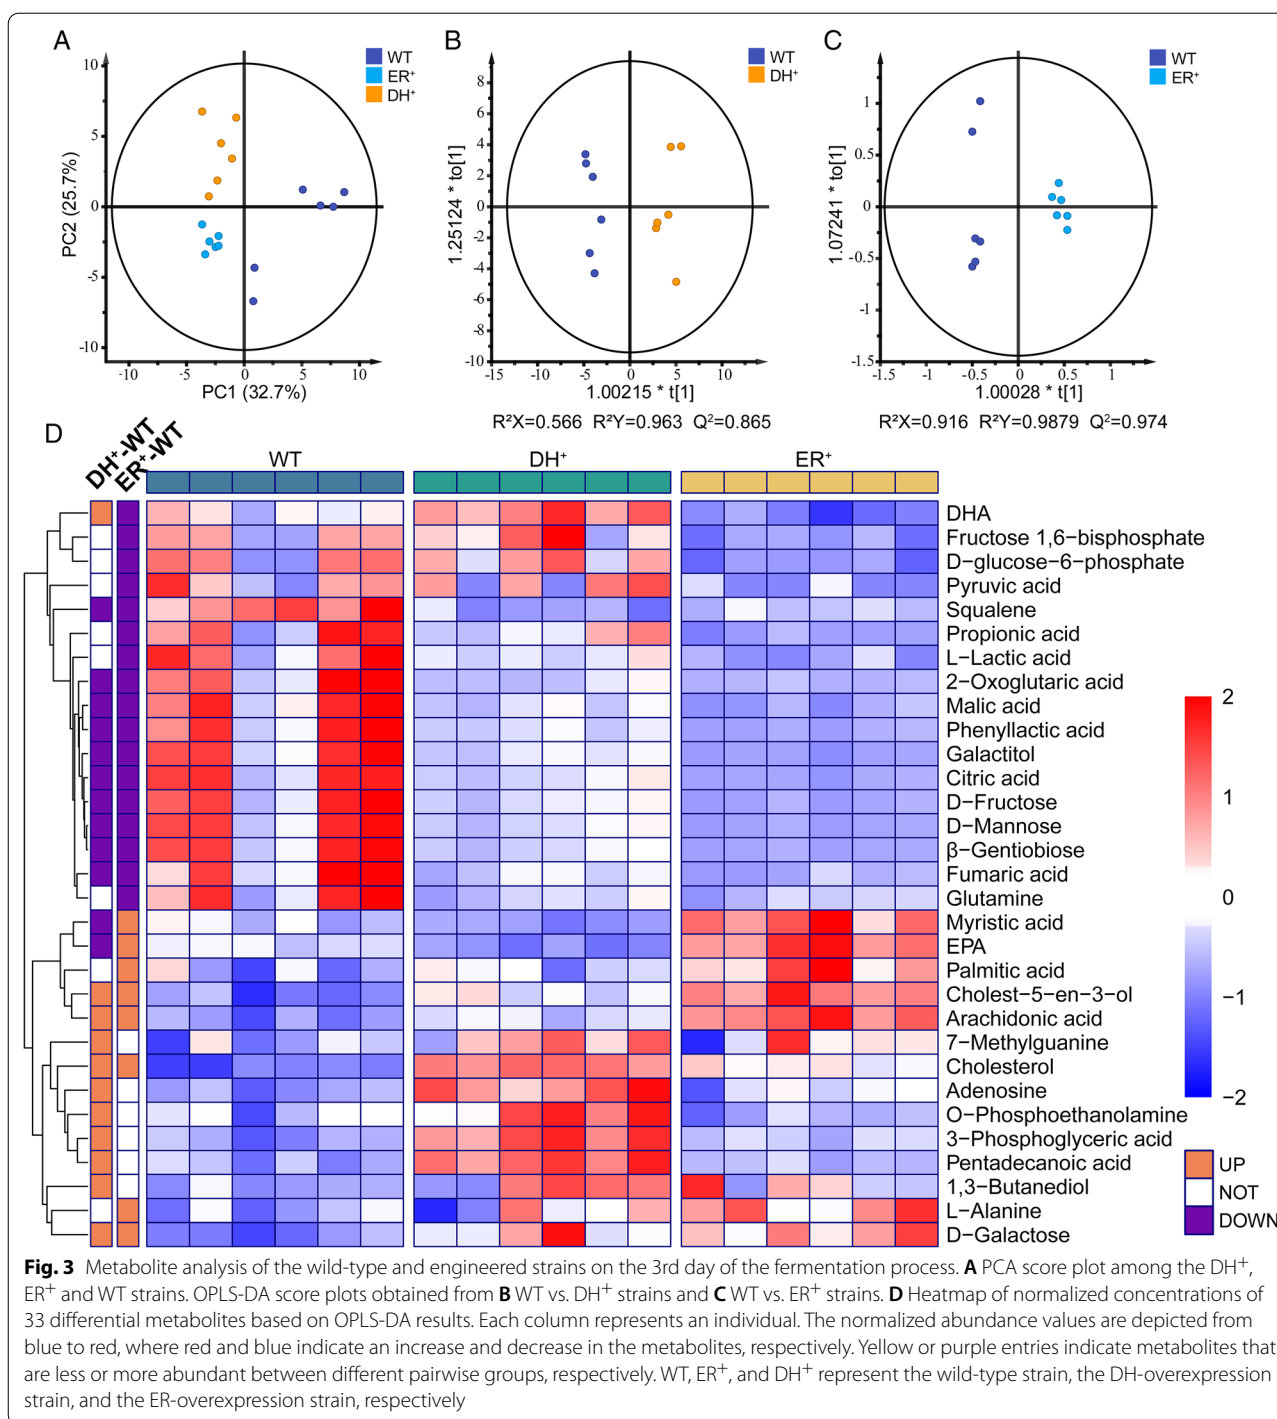 A
WT
ER⁺
DH⁺
10
5
0
-5
-10
-10
-5
0
5
10
PC2 (25.7%)
PC1 (32.7%)
B
WT
DH⁺
8
6
4
2
0
-2
-4
-6
-8
-10
-15
-10
-5
0
5
10
15
1.25124 * to[1]
1.00215 * t[1]
R²X=0.566 R²Y=0.963 Q²=0.865
C
WT
ER⁺
1
0.5
0
-0.5
-1
-1.5
-1.5
-1
-0.5
0
0.5
1
1.07241 * to[1]
1.00028 * t[1]
R²X=0.916 R²Y=0.9879 Q²=0.974
D
DH⁺-WT
ER⁺-WT
WT
DH⁺
ER⁺
DHA
Fructose 1,6−bisphosphate
D−glucose−6−phosphate
Pyruvic acid
Squalene
Propionic acid
L−Lactic acid
2−Oxoglutaric acid
Malic acid
Phenyllactic acid
Galactitol
Citric acid
D−Fructose
D−Mannose
β−Gentiobiose
Fumaric acid
Glutamine
Myristic acid
EPA
Palmitic acid
Cholest−5−en−3−ol
Arachidonic acid
7−Methylguanine
Cholesterol
Adenosine
O−Phosphoethanolamine
3−Phosphoglyceric acid
Pentadecanoic acid
1,3−Butanediol
L−Alanine
D−Galactose
2
1
0
−1
−2
UP
NOT
DOWN
Fig. 3 Metabolite analysis of the wild-type and engineered strains on the 3rd day of the fermentation process. A PCA score plot among the DH⁺,
ER⁺ and WT strains. OPLS-DA score plots obtained from B WT vs. DH⁺ strains and C WT vs. ER⁺ strains. D Heatmap of normalized concentrations of
33 differential metabolites based on OPLS-DA results. Each column represents an individual. The normalized abundance values are depicted from
blue to red, where red and blue indicate an increase and decrease in the metabolites, respectively. Yellow or purple entries indicate metabolites that
are less or more abundant between different pairwise groups, respectively. WT, ER⁺, and DH⁺ represent the wild-type strain, the DH-overexpression
strain, and the ER-overexpression strain, respectively